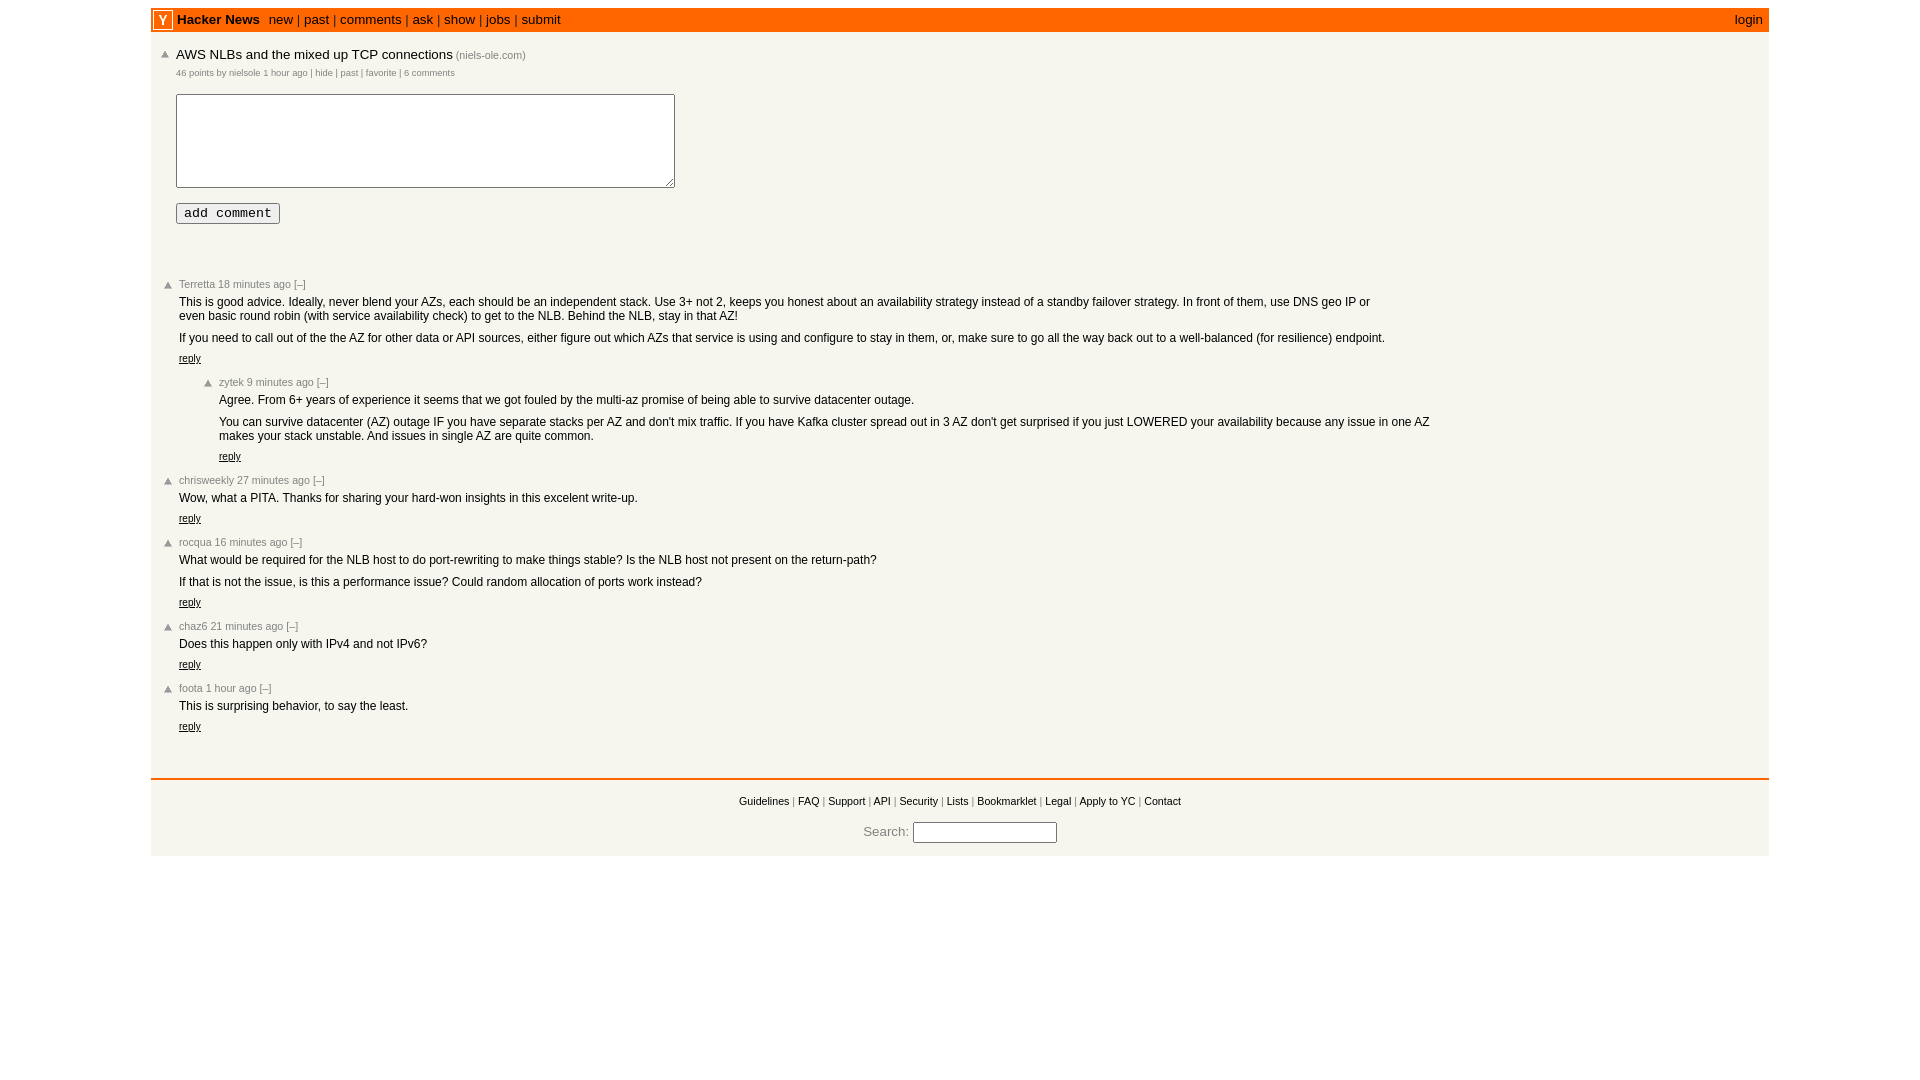 Y Hacker News new | past | comments | ask | show | jobs | submit login
AWS NLBs and the mixed up TCP connections (niels-ole.com)
46 points by nielsole 1 hour ago | hide | past | favorite | 6 comments
add comment
Terretta 18 minutes ago [–]
This is good advice. Ideally, never blend your AZs, each should be an independent stack. Use 3+ not 2, keeps you honest about an availability strategy instead of a standby failover strategy. In front of them, use DNS geo IP or
even basic round robin (with service availability check) to get to the NLB. Behind the NLB, stay in that AZ!
If you need to call out of the the AZ for other data or API sources, either figure out which AZs that service is using and configure to stay in them, or, make sure to go all the way back out to a well-balanced (for resilience) endpoint.
reply
zytek 9 minutes ago [–]
Agree. From 6+ years of experience it seems that we got fouled by the multi-az promise of being able to survive datacenter outage.
You can survive datacenter (AZ) outage IF you have separate stacks per AZ and don't mix traffic. If you have Kafka cluster spread out in 3 AZ don't get surprised if you just LOWERED your availability because any issue in one AZ
makes your stack unstable. And issues in single AZ are quite common.
reply
chrisweekly 27 minutes ago [–]
Wow, what a PITA. Thanks for sharing your hard-won insights in this excelent write-up.
reply
rocqua 16 minutes ago [–]
What would be required for the NLB host to do port-rewriting to make things stable? Is the NLB host not present on the return-path?
If that is not the issue, is this a performance issue? Could random allocation of ports work instead?
reply
chaz6 21 minutes ago [–]
Does this happen only with IPv4 and not IPv6?
reply
foota 1 hour ago [–]
This is surprising behavior, to say the least.
reply
Guidelines | FAQ | Support | API | Security | Lists | Bookmarklet | Legal | Apply to YC | Contact
Search: